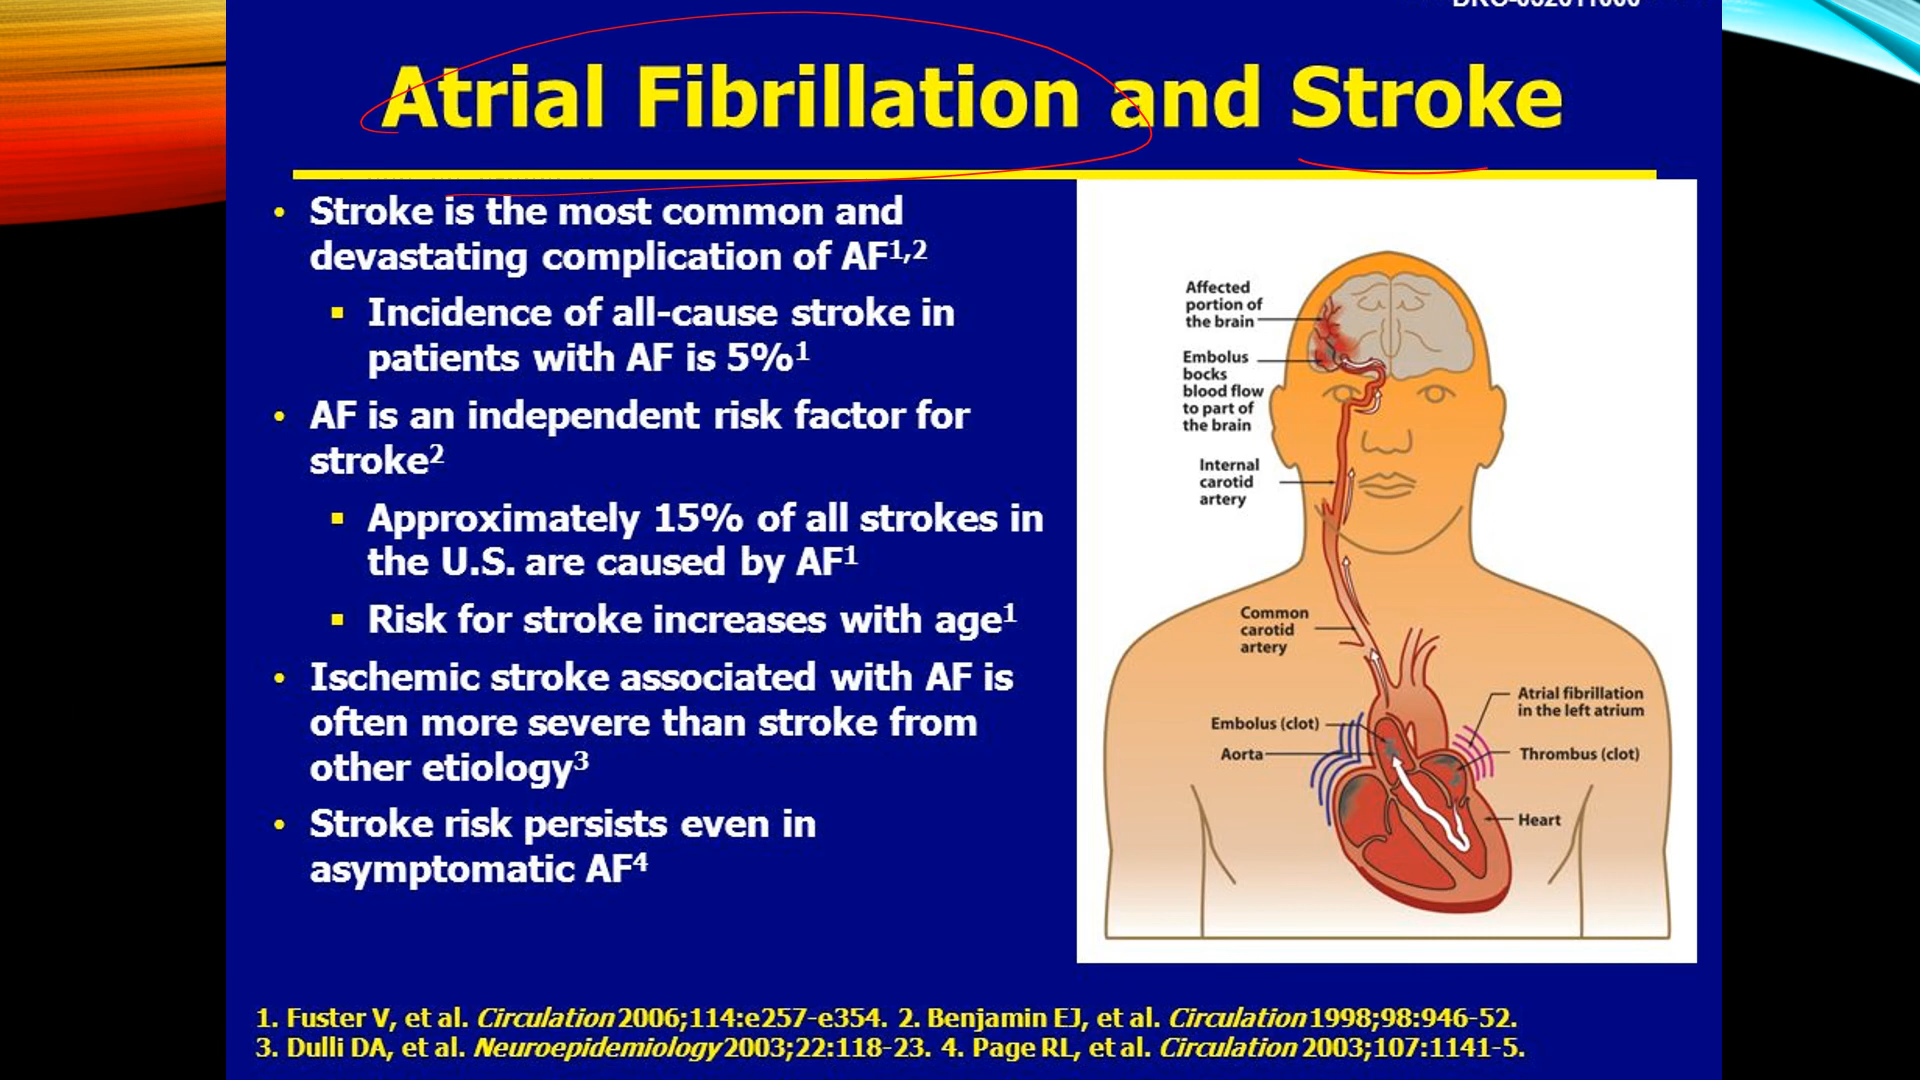 Atrial Fibrillation and Stroke
• Stroke is the most common and
devastating complication of AF1,2
▪ Incidence of all-cause stroke in
patients with AF is 5%1
• AF is an independent risk factor for
stroke2
▪ Approximately 15% of all strokes in
the U.S. are caused by AF1
▪ Risk for stroke increases with age1
• Ischemic stroke associated with AF is
often more severe than stroke from
other etiology3
• Stroke risk persists even in
asymptomatic AF4
Affected
portion of
the brain
Embolus
bocks
blood flow
to part of
the brain
Internal
carotid
artery
Common
carotid
artery
Embolus (clot)
Aorta
Atrial fibrillation
in the left atrium
Thrombus (clot)
Heart
1. Fuster V, et al. Circulation 2006;114:e257-e354. 2. Benjamin EJ, et al. Circulation 1998;98:946-52.
3. Dulli DA, et al. Neuroepidemiology 2003;22:118-23. 4. Page RL, et al. Circulation 2003;107:1141-5.